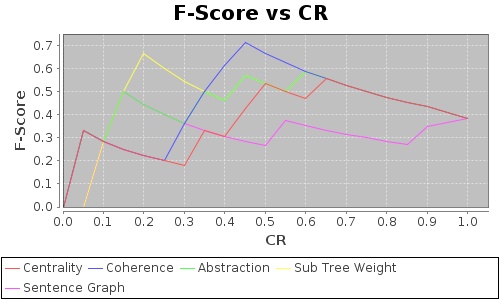 F-Score vs CR
F-Score
0.7
0.6
0.5
0.4
0.3
0.2
0.1
0.0
0.0 0.1 0.2 0.3 0.4 0.5 0.6 0.7 0.8 0.9 1.0
CR
Centrality Coherence Abstraction Sub Tree Weight
Sentence Graph